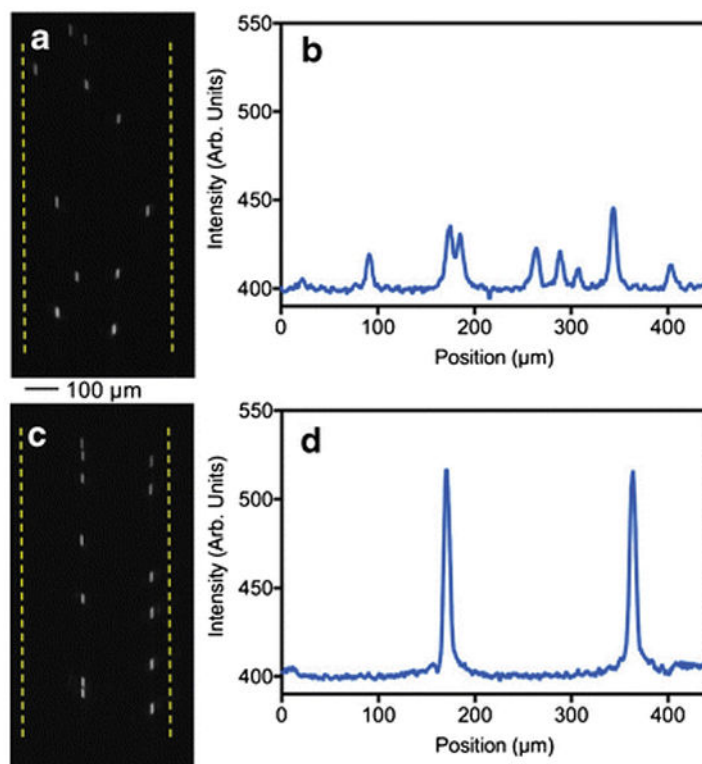 a
b
550
500
450
400
Intensity (Arb. Units)
0 100 200 300 400
Position (µm)
100 µm
c
d
550
500
450
400
Intensity (Arb. Units)
0 100 200 300 400
Position (µm)